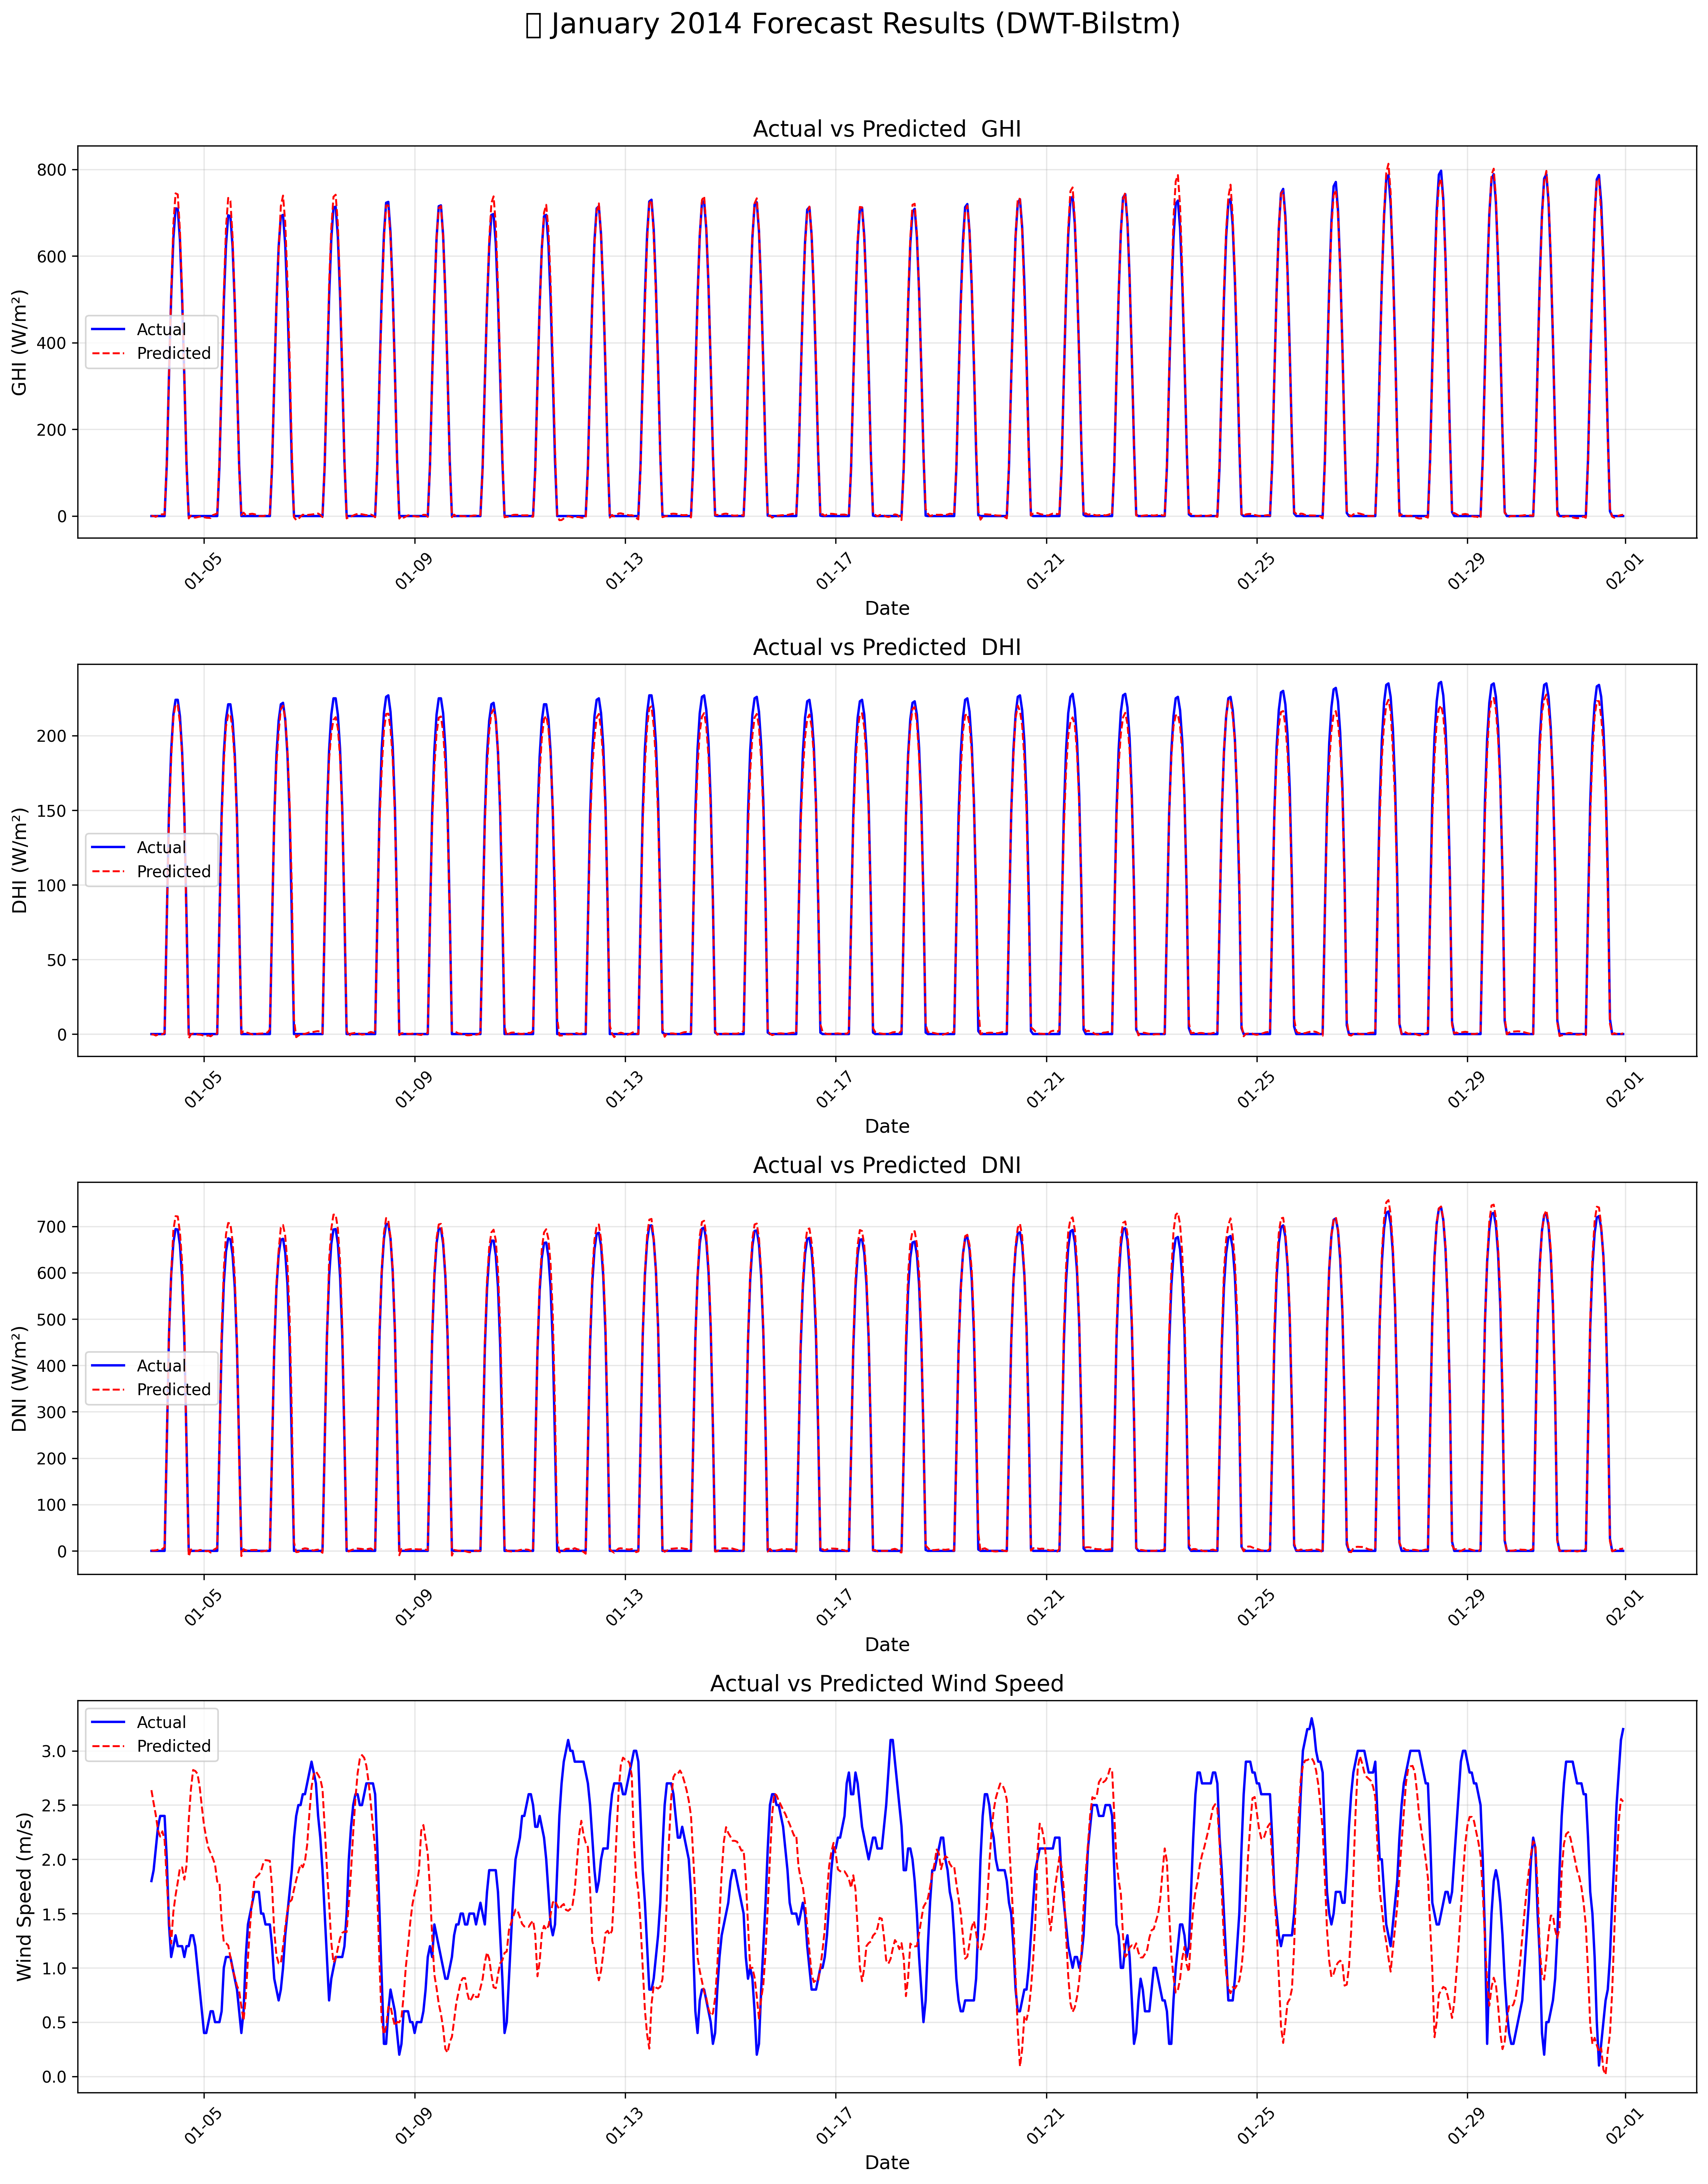 January 2014 Forecast Results (DWT-Bilstm)
Actual vs Predicted  GHI
GHI (W/m²)
800
600
400
200
0
Actual
Predicted
01-05
01-09
01-13
01-17
01-21
01-25
01-29
02-01
Date
Actual vs Predicted  DHI
DHI (W/m²)
200
150
100
50
0
Actual
Predicted
01-05
01-09
01-13
01-17
01-21
01-25
01-29
02-01
Date
Actual vs Predicted  DNI
DNI (W/m²)
700
600
500
400
300
200
100
0
Actual
Predicted
01-05
01-09
01-13
01-17
01-21
01-25
01-29
02-01
Date
Actual vs Predicted Wind Speed
Wind Speed (m/s)
3.0
2.5
2.0
1.5
1.0
0.5
0.0
Actual
Predicted
01-05
01-09
01-13
01-17
01-21
01-25
01-29
02-01
Date